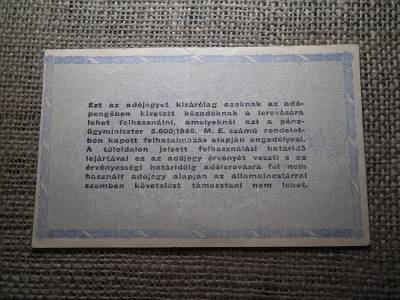 Ezt az adójegyet kizárólag azoknak az adó-
pengőben kivetett közadóknak a lerovására
lehet felhasználni, amelyeknél ezt a pénz-
ügyminiszter 5.600/1946. M. E. számú rendelet-
ben kapott felhatalmazás alapján engedélyezi.
A túloldalon jelzett felhasználási határidő
lejártával ez az adójegy érvényét veszti s az
érvényességi határidőig adólerovásra fel nem
használt adójegy alapján az államkincstárral
szemben követelést támasztani nem lehet.